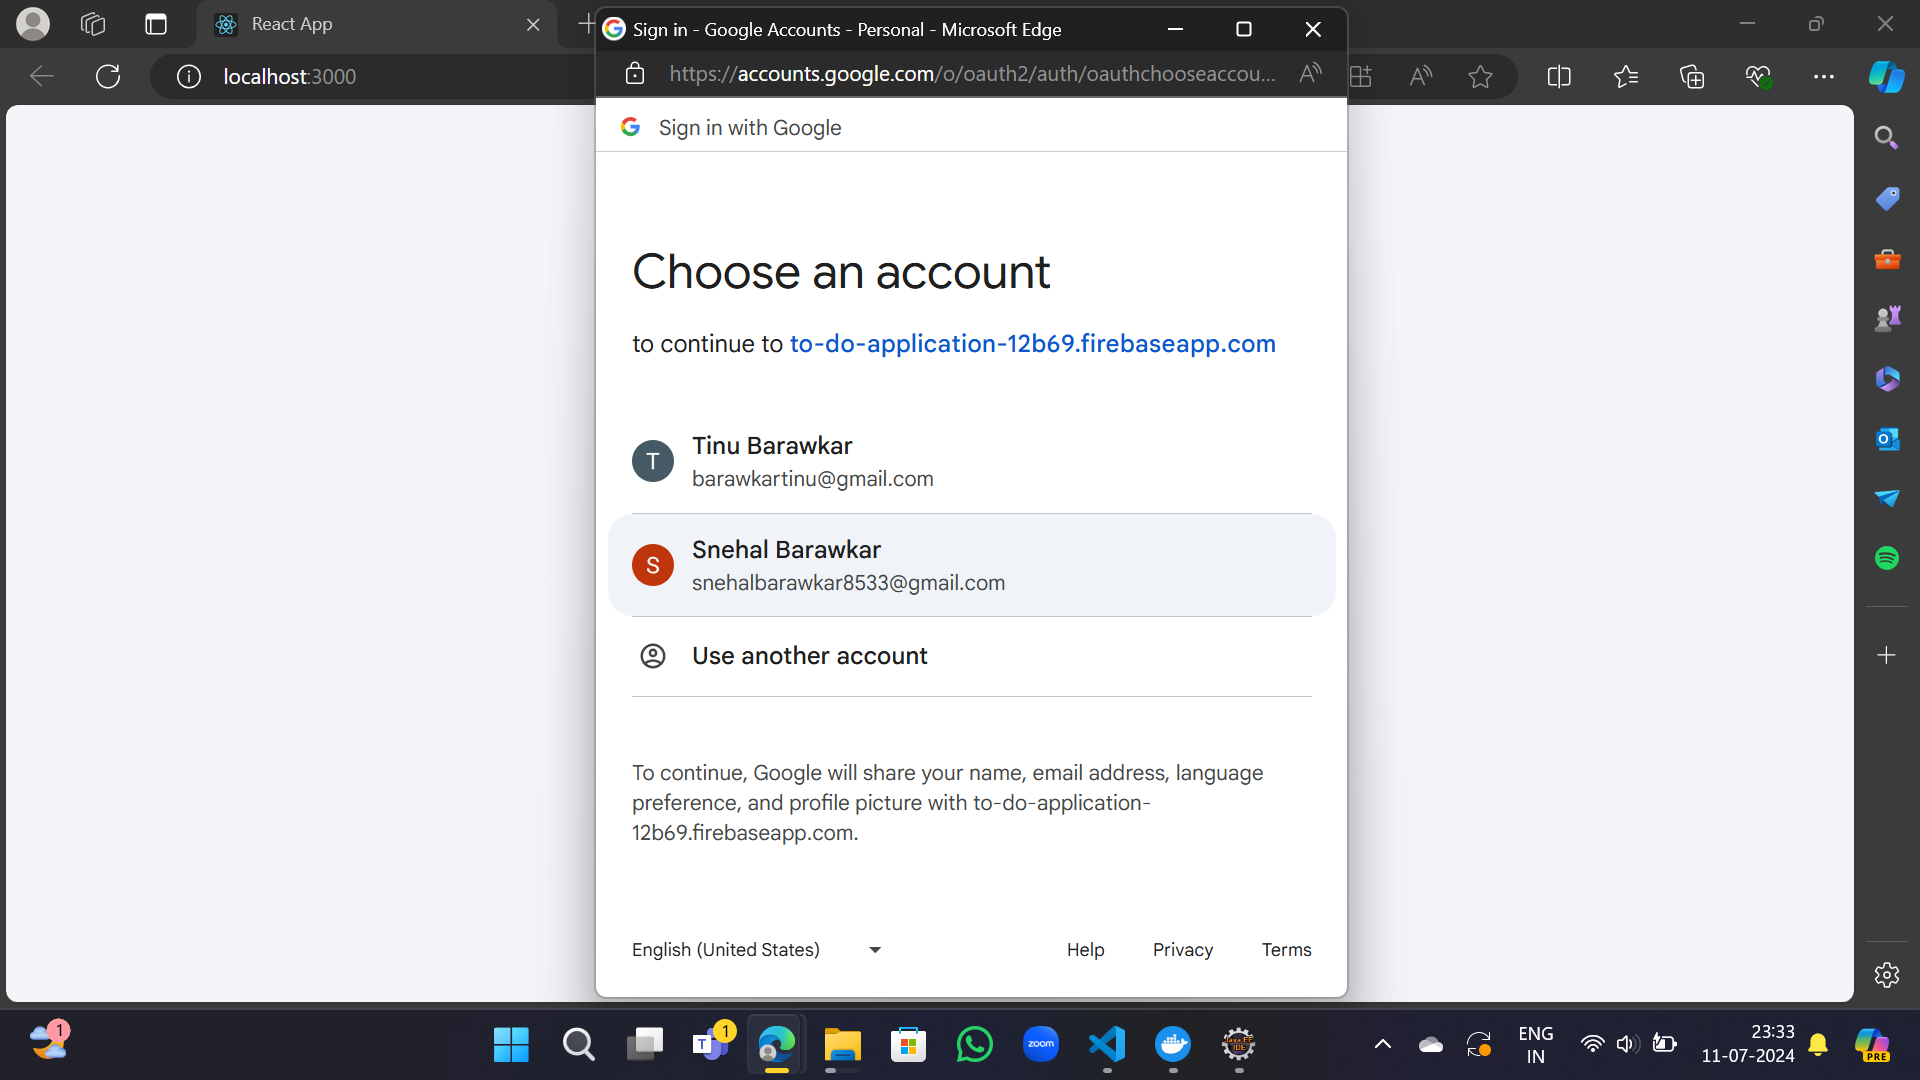 React App
Sign in - Google Accounts - Personal - Microsoft Edge
localhost:3000
https://accounts.google.com/o/oauth2/auth/oauthchooseaccou...
Sign in with Google
Choose an account
to continue to to-do-application-12b69.firebaseapp.com
T
Tinu Barawkar
barawkartinu@gmail.com
S
Snehal Barawkar
snehalbarawkar8533@gmail.com
Use another account
To continue, Google will share your name, email address, language
preference, and profile picture with to-do-application-
12b69.firebaseapp.com.
English (United States)
Help
Privacy
Terms
1
T
1
zoom
Java EE
IDE
ENG
IN
23:33
11-07-2024
PRE